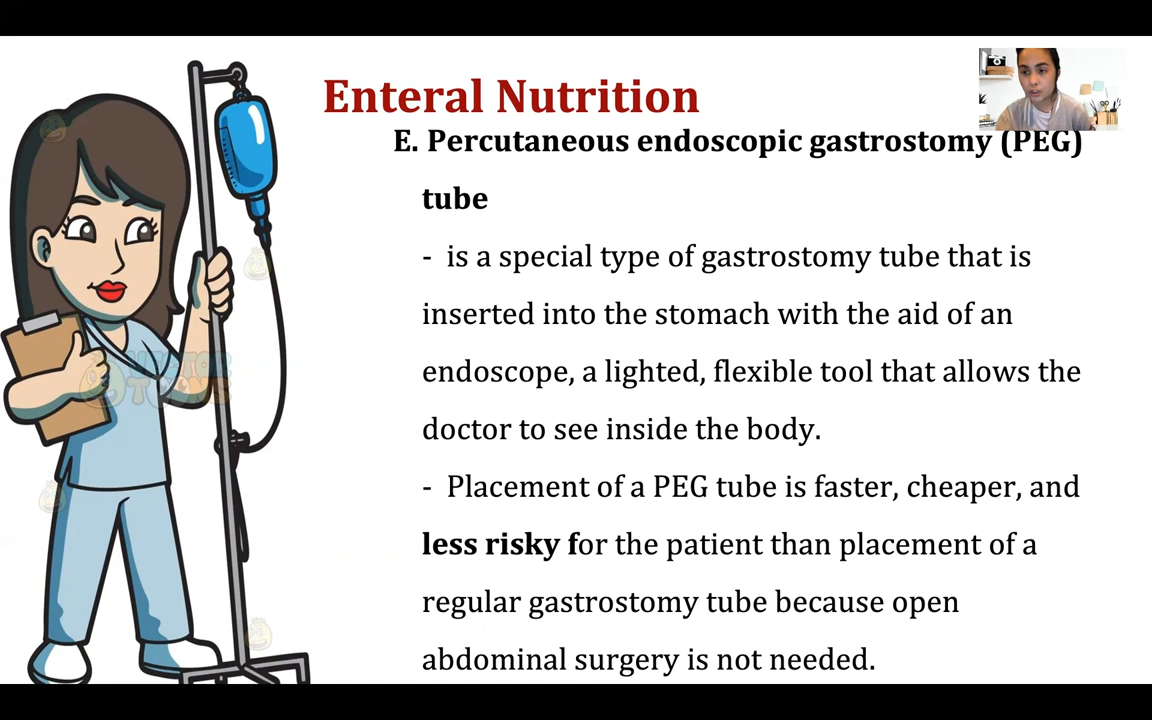 Enteral Nutrition
E. Percutaneous endoscopic gastrostomy (PEG)
tube
- is a special type of gastrostomy tube that is
inserted into the stomach with the aid of an
endoscope, a lighted, flexible tool that allows the
doctor to see inside the body.
- Placement of a PEG tube is faster, cheaper, and
less risky for the patient than placement of a
regular gastrostomy tube because open
abdominal surgery is not needed.